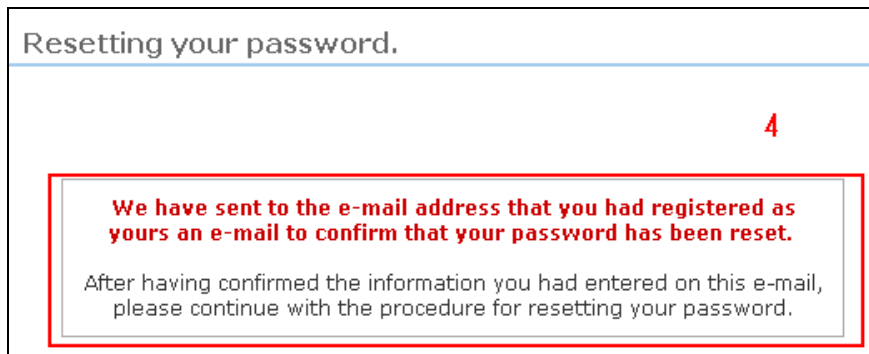 Resetting your password.
4
We have sent to the e-mail address that you had registered as
yours an e-mail to confirm that your password has been reset.
After having confirmed the information you had entered on this e-mail,
please continue with the procedure for resetting your password.